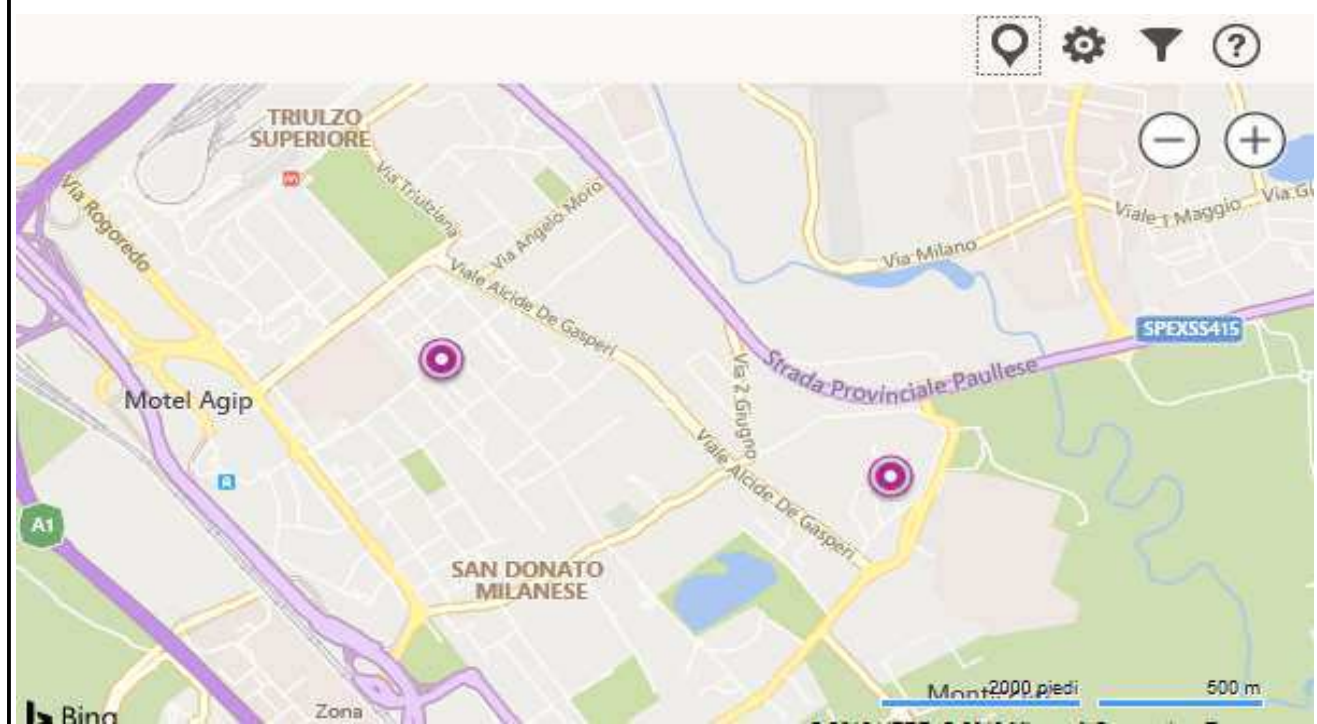 ?
TRIULZO
SUPERIORE
Via Rogoredo
Via Triulziana
Via Angelo Moro
Viale 1 Maggio
Via Milano
Viale Alcide De Gasperi
SPEXSS415
Strada Provinciale Paullese
Via 2 Giugno
Motel Agip
Viale Alcide De Gasperi
A1
SAN DONATO
MILANESE
2000 piedi
500 m
Zona
Bing